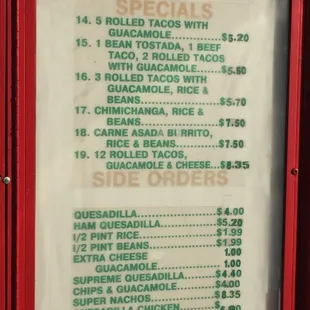 SPECIALS
14. 5 ROLLED TACOS WITH
GUACAMOLE..............$5.20
15. 1 BEAN TOSTADA, 1 BEEF
TACO, 2 ROLLED TACOS
WITH GUACAMOLE......$5.50
16. 3 ROLLED TACOS WITH
GUACAMOLE, RICE &
BEANS....................$5.70
17. CHIMICHANGA, RICE &
BEANS....................$7.50
18. CARNE ASADA BURRITO,
RICE & BEANS..........$7.50
19. 12 ROLLED TACOS,
GUACAMOLE & CHEESE...$8.35
SIDE ORDERS
QUESADILLA..................$4.00
HAM QUESADILLA.............$5.20
1/2 PINT RICE.................$1.99
1/2 PINT BEANS...............$1.99
EXTRA CHEESE 1.00
GUACAMOLE............... 1.00
SUPREME QUESADILLA.......$4.40
CHIPS & GUACAMOLE........$4.00
SUPER NACHOS...............$8.35
CHICKEN